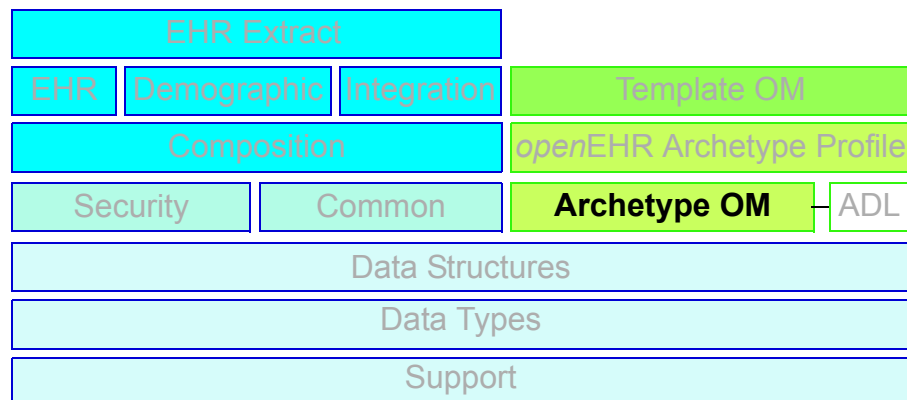 EHR Extract
EHR Demographic Integration Template OM
Composition openEHR Archetype Profile
Security Common Archetype OM ADL
Data Structures
Data Types
Support